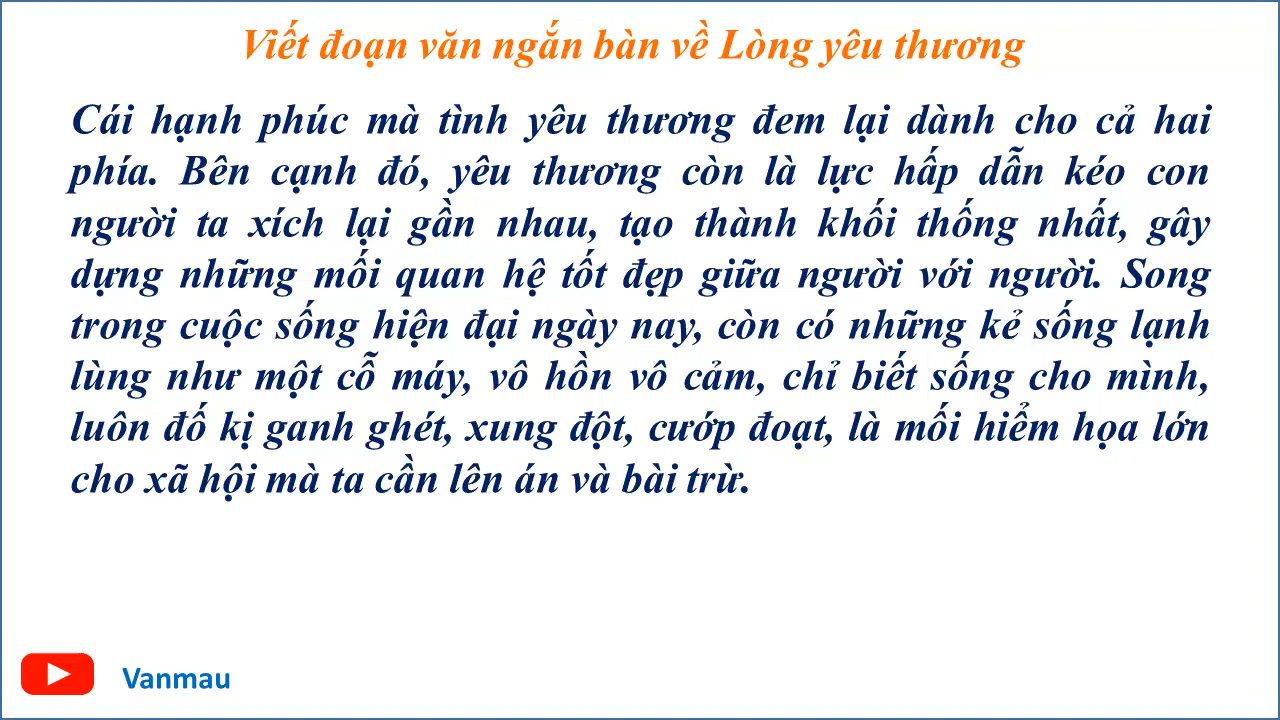 Viết đoạn văn ngắn bàn về Lòng yêu thương
Cái hạnh phúc mà tình yêu thương đem lại dành cho cả hai
phía. Bên cạnh đó, yêu thương còn là lực hấp dẫn kéo con
người ta xích lại gần nhau, tạo thành khối thống nhất, gây
dựng những mối quan hệ tốt đẹp giữa người với người. Song
trong cuộc sống hiện đại ngày nay, còn có những kẻ sống lạnh
lùng như một cỗ máy, vô hồn vô cảm, chỉ biết sống cho mình,
luôn đố kị ganh ghét, xung đột, cướp đoạt, là mối hiểm họa lớn
cho xã hội mà ta cần lên án và bài trừ.
Vanmau